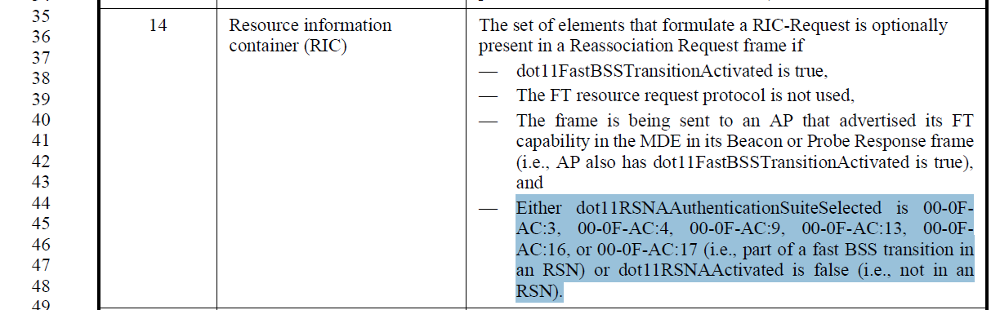 35
36
37
38
39
40
41
42
43
44
45
46
47
48
49
14
Resource information
container (RIC)
The set of elements that formulate a RIC-Request is optionally
present in a Reassociation Request frame if
— dot11FastBSSTransitionActivated is true,
— The FT resource request protocol is not used,
— The frame is being sent to an AP that advertised its FT
capability in the MDE in its Beacon or Probe Response frame
(i.e., AP also has dot11FastBSSTransitionActivated is true),
and
— Either dot11RSNAAuthenticationSuiteSelected is 00-0F-
AC:3, 00-0F-AC:4, 00-0F-AC:9, 00-0F-AC:13, 00-0F-
AC:16, or 00-0F-AC:17 (i.e., part of a fast BSS transition in
an RSN) or dot11RSNAActivated is false (i.e., not in an
RSN).